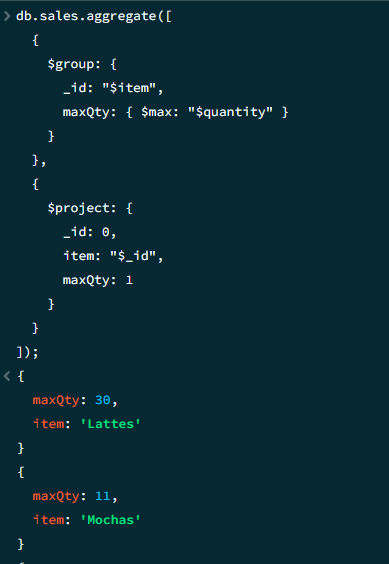 > db.sales.aggregate([
{
$group: {
_id: "$item",
maxQty: { $max: "$quantity" }
}
},
{
$project: {
_id: 0,
item: "$_id",
maxQty: 1
}
}
]);
< {
maxQty: 30,
item: 'Lattes'
}
{
maxQty: 11,
item: 'Mochas'
}